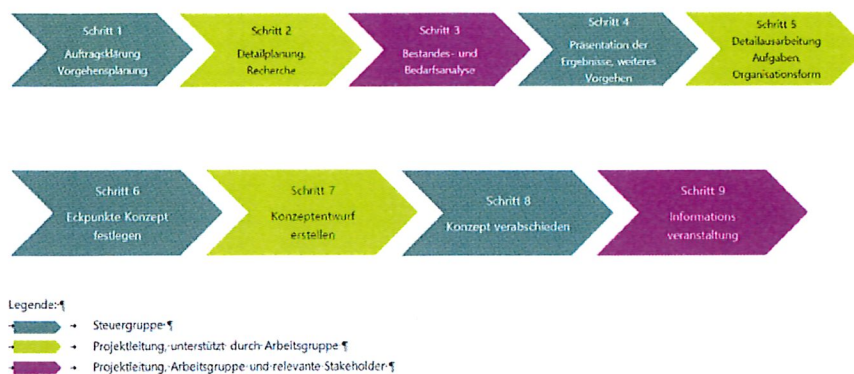 Schritt 1
Auftragsklärung
Vorgehensplanung
Schritt 2
Detailplanung,
Recherche
Schritt 3
Bestandes- und
Bedarfsanalyse
Schritt 4
Präsentation der
Ergebnisse, weiteres
Vorgehen
Schritt 5
Detailausarbeitung
Aufgaben,
Organisationsform
Schritt 6
Eckpunkte Konzept
festlegen
Schritt 7
Konzeptentwurf
erstellen
Schritt 8
Konzept verabschieden
Schritt 9
Informations
veranstaltung
Legende:¶
Steuergruppe·¶
Projektleitung,·unterstützt·durch·Arbeitsgruppe·¶
Projektleitung,·Arbeitsgruppe·und·relevante·Stakeholder·¶